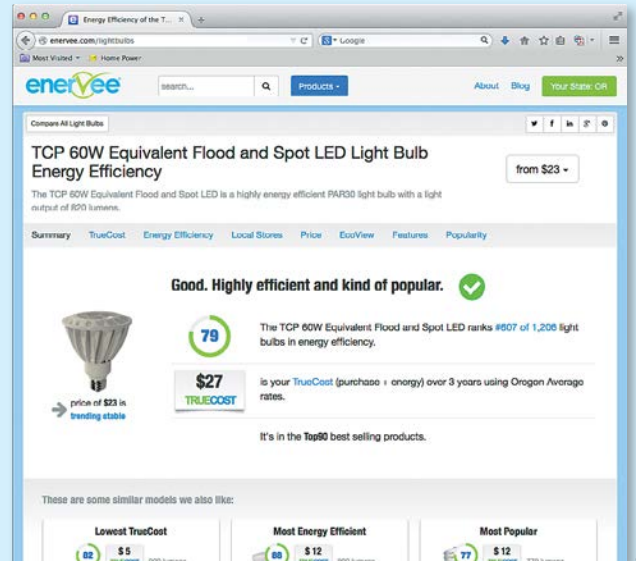 Energy Efficiency of the T...
enervee.com/lightbulbs
Google
Most Visited
Home Power
enervee
search...
Products
About
Blog
Your State: OR
Compare All Light Bulbs
TCP 60W Equivalent Flood and Spot LED Light Bulb
Energy Efficiency
from $23
The TCP 60W Equivalent Flood and Spot LED is a highly energy efficient PAR30 light bulb with a light
output of 820 lumens.
Summary TrueCost Energy Efficiency Local Stores Price EcoView Features Popularity
Good. Highly efficient and kind of popular.
79
The TCP 60W Equivalent Flood and Spot LED ranks #607 of 1,206 light
bulbs in energy efficiency.
$27
TRUECOST
is your TrueCost (purchase + energy) over 3 years using Oregon Average
rates.
price of $23 is
trending stable
It's in the Top90 best selling products.
These are some similar models we also like:
Lowest TrueCost
Most Energy Efficient
Most Popular
82
$5
88
$12
77
$12